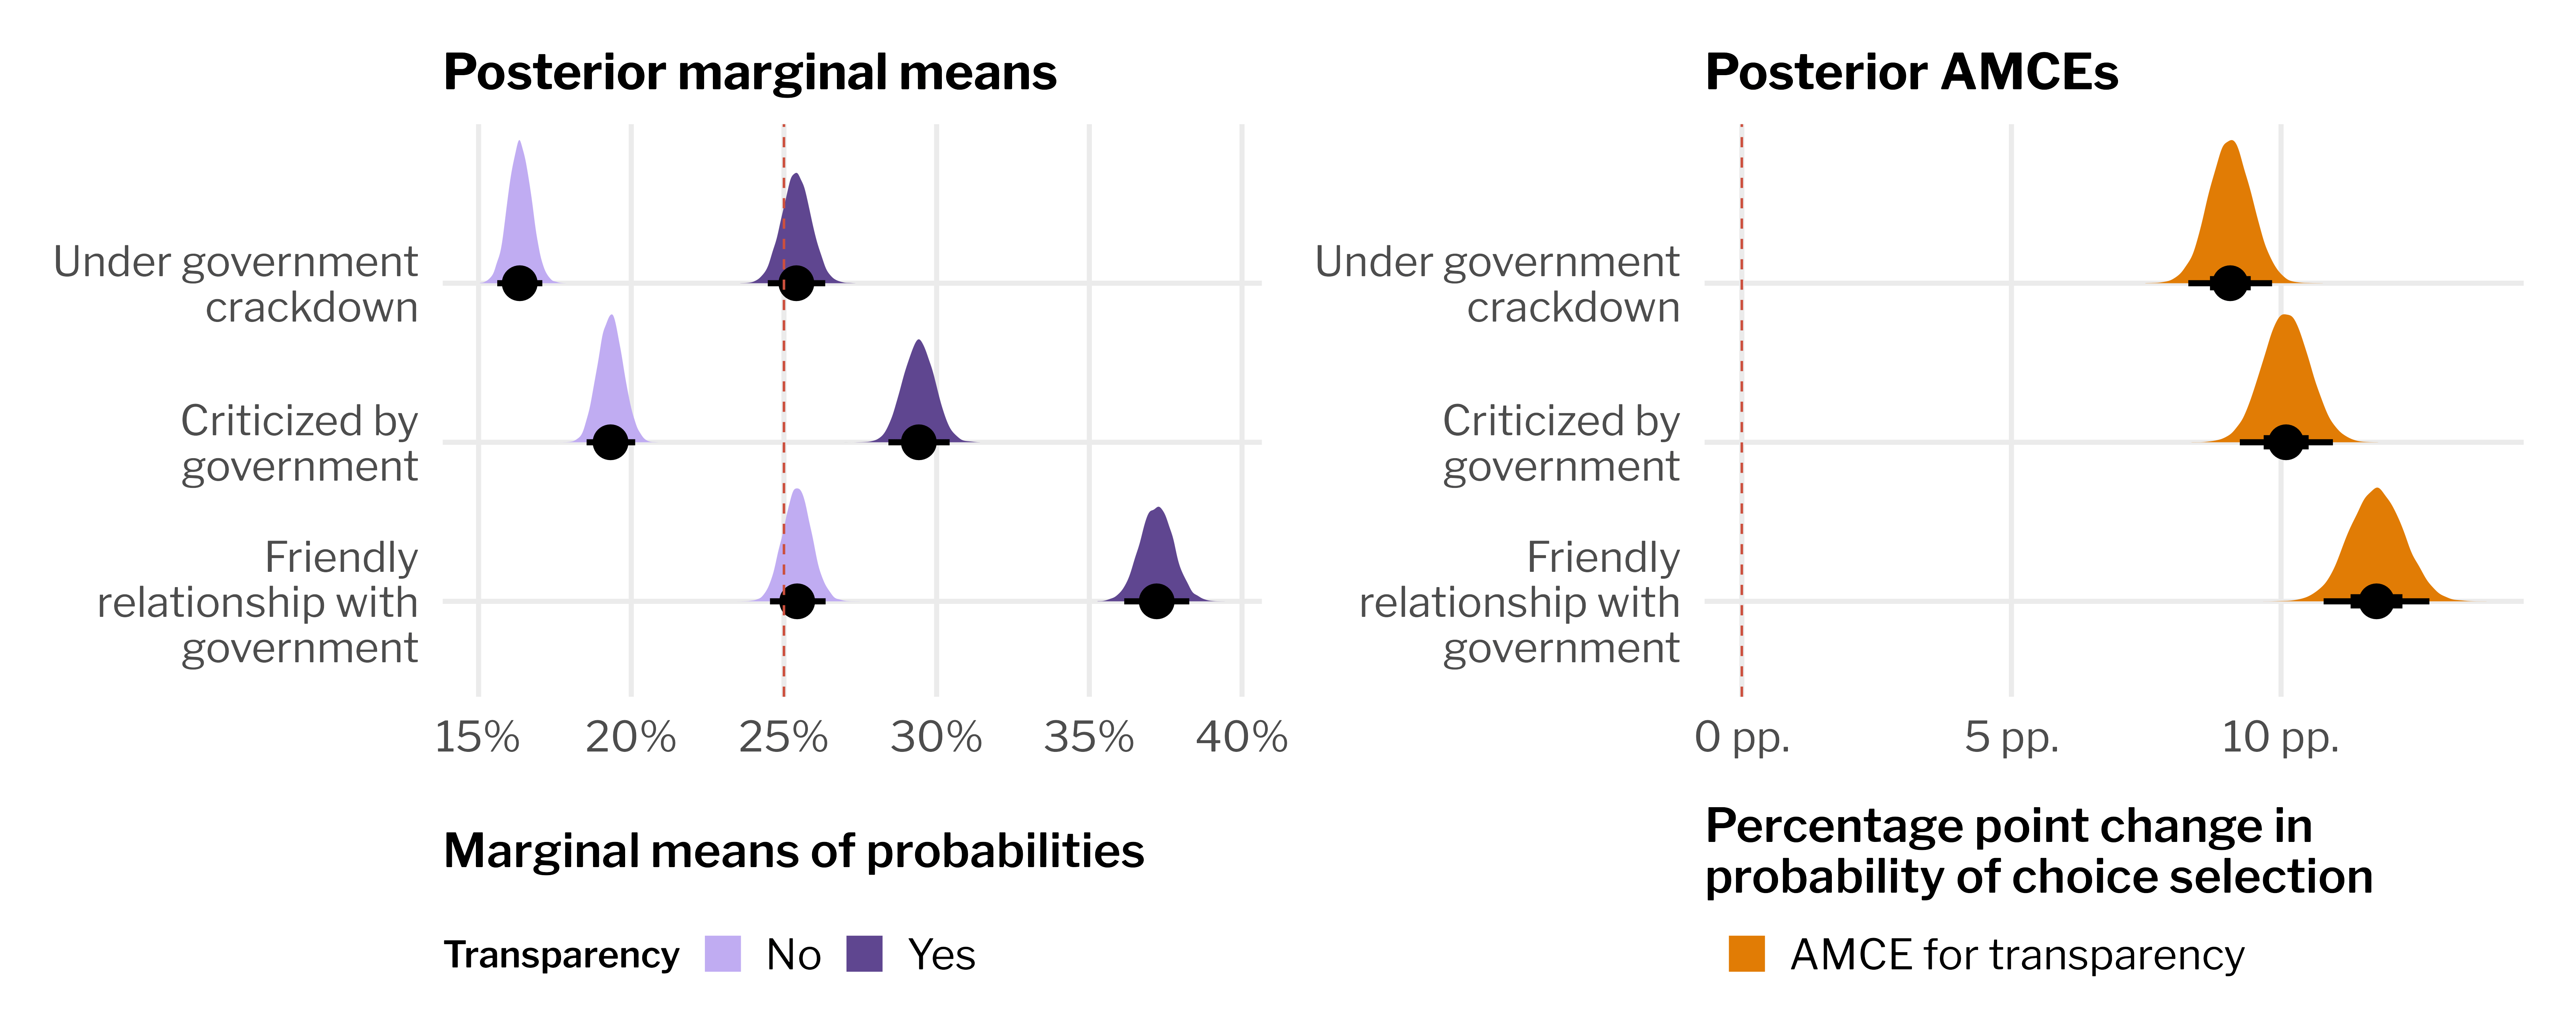 Posterior marginal means
Under government
crackdown
Criticized by
government
Friendly
relationship with
government
15% 20% 25% 30% 35% 40%
Marginal means of probabilities
Transparency No Yes
Posterior AMCEs
Under government
crackdown
Criticized by
government
Friendly
relationship with
government
0 pp. 5 pp. 10 pp.
Percentage point change in
probability of choice selection
AMCE for transparency